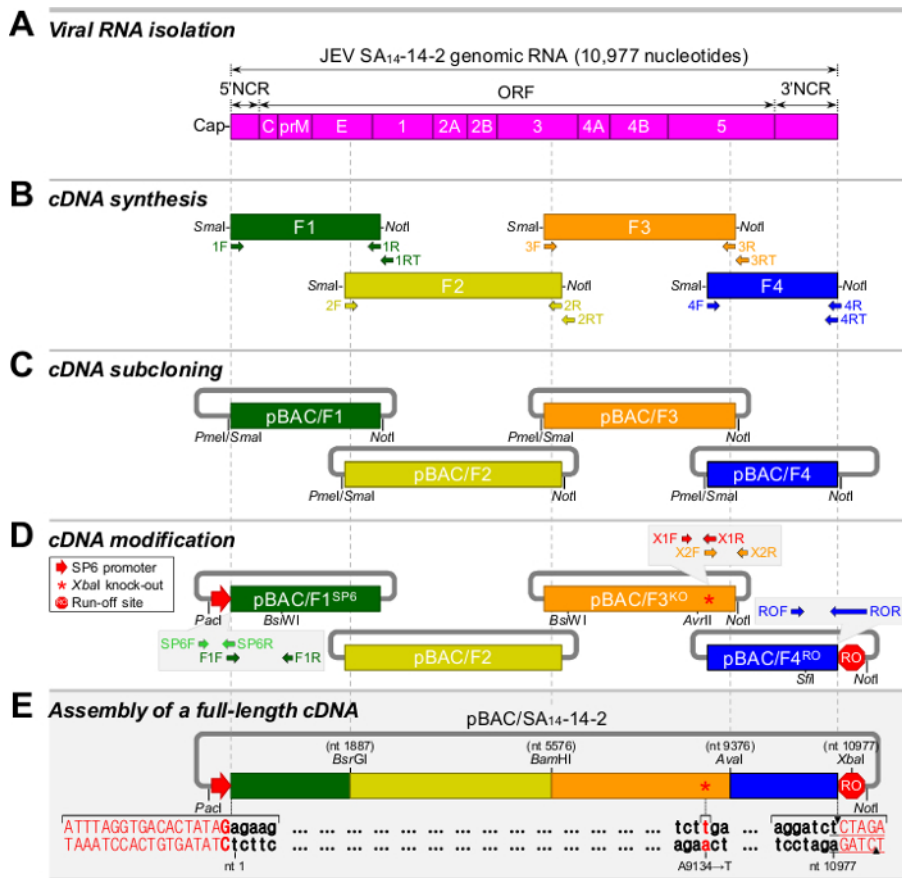 A Viral RNA isolation
JEV SA14-14-2 genomic RNA (10,977 nucleotides)
5'NCR ORF 3'NCR
Cap- C prM E 1 2A 2B 3 4A 4B 5
B cDNA synthesis
SmaI- F1 -NotI SmaI- F3 -NotI
1F 1R 3F 3R
1RT 3RT
SmaI- F2 -NotI SmaI- F4 -NotI
2F 2R 4F 4R
2RT 4RT
C cDNA subcloning
pBAC/F1 pBAC/F3
PmeI/SmaI NotI PmeI/SmaI NotI
pBAC/F2 pBAC/F4
PmeI/SmaI NotI PmeI/SmaI NotI
D cDNA modification
X1F X1R
X2F X2R
SP6 promoter
* XbaI knock-out
RO Run-off site
pBAC/F1SP6 pBAC/F3KO *
PacI BsiWI BsiWI AvrII NotI
ROF ROR
SP6F SP6R
F1F F1R
pBAC/F2 pBAC/F4RO RO
SfiI NotI
E Assembly of a full-length cDNA
pBAC/SA14-14-2
(nt 1887) (nt 5576) (nt 9376) (nt 10977)
BsrGI BamHI AvaI XbaI
* RO
PacI NotI
ATTTAGGTGACACTATAGagaag ... ... ... ... ... ... ... ... ... ... tcttga ... ... aggatctCTAGA
TAAATCCACTGTGATATCtcttc ... ... ... ... ... ... ... ... ... ... agaact ... ... tcctagaGATCT
nt 1 A9134→T nt 10977